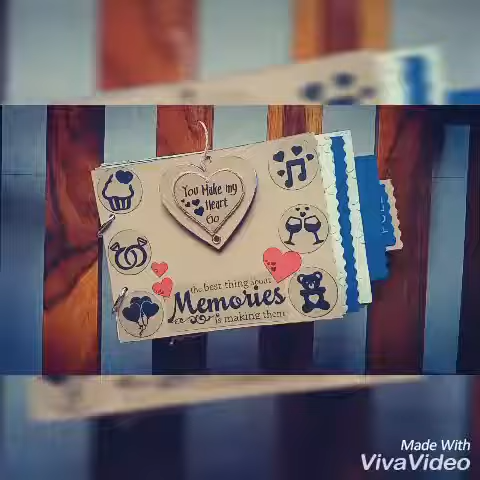 You Make my
Heart
Go
the best thing about
Memories
is making them
Made With
VivaVideo